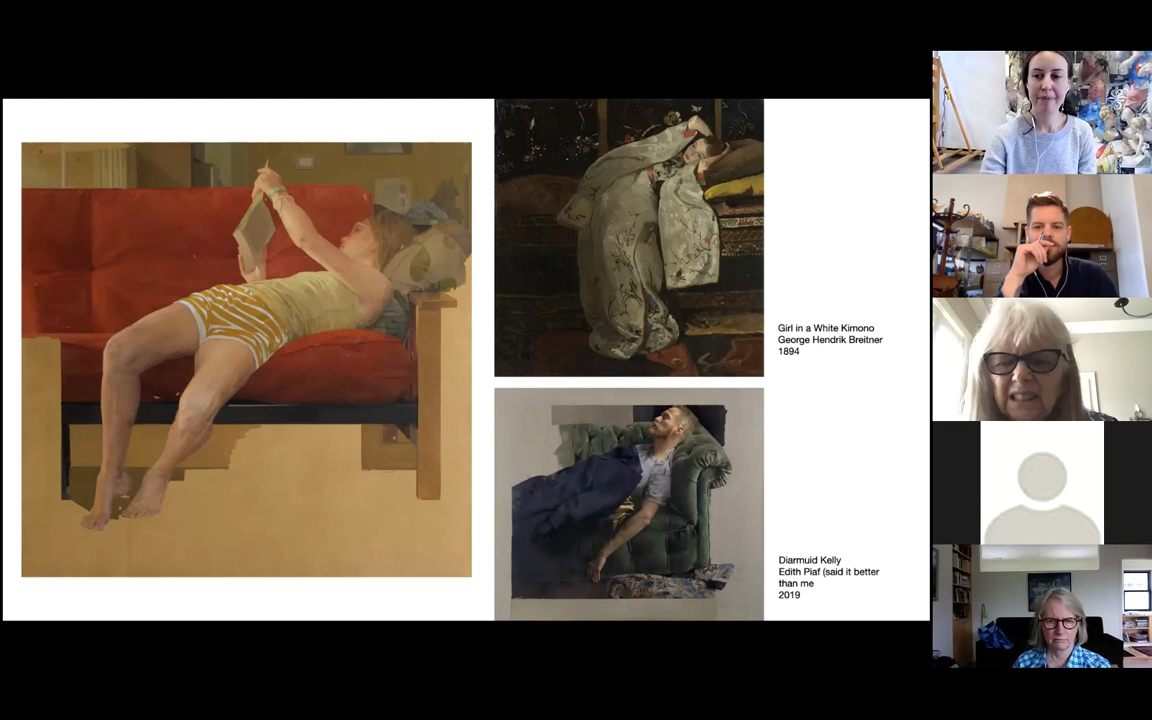 Girl in a White Kimono
George Hendrik Breitner
1894
Diarmuid Kelly
Edith Piaf (said it better
than me
2019